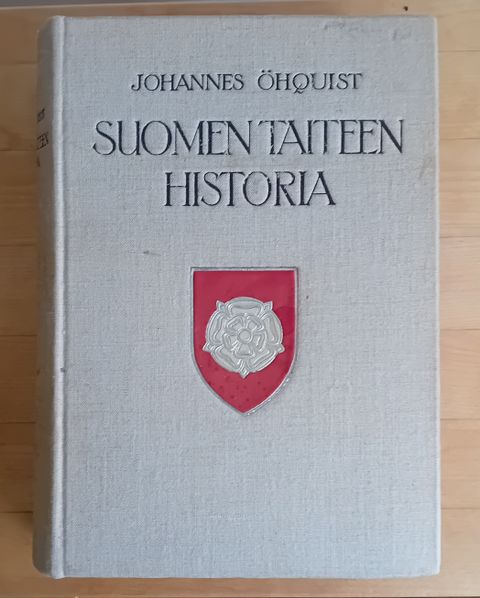 JOHANNES ÖHQUIST
SUOMEN TAITEEN
HISTORIA